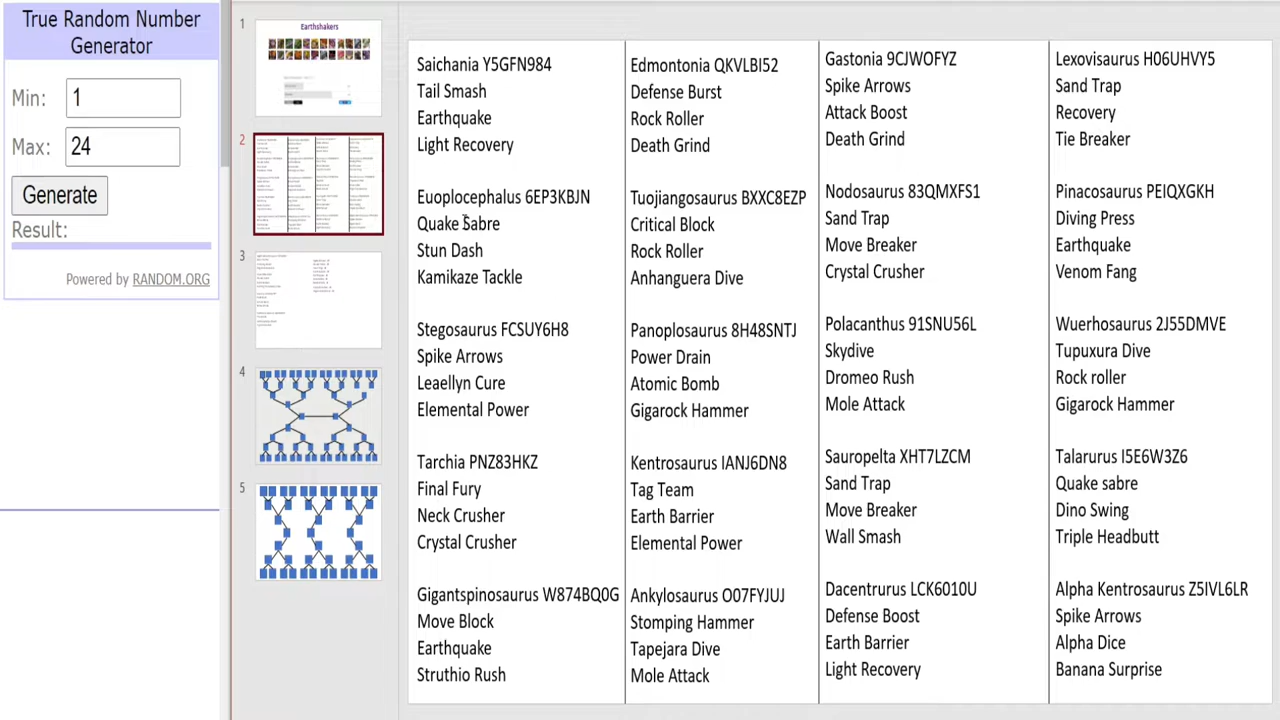 True Random Number
Generator
Min: 1
Max: 24
Result:
Powered by RANDOM.ORG
1
Earthshakers
2
3
4
5
Saichania Y5GFN984
Tail Smash
Earthquake
Light Recovery
Quake Sabre
Stun Dash
Kamikaze Tackle
Stegosaurus FCSUY6H8
Spike Arrows
Leaellyn Cure
Elemental Power
Tarchia PNZ83HKZ
Final Fury
Neck Crusher
Crystal Crusher
Gigantspinosaurus W874BQ0G
Move Block
Earthquake
Struthio Rush
Edmontonia QKVLBI52
Defense Burst
Rock Roller
Death Grind
Tuojiangosaurus BXYC8EZP
Critical Block
Rock Roller
Anhanguera Dive
Panoplosaurus 8H48SNTJ
Power Drain
Atomic Bomb
Gigarock Hammer
Kentrosaurus IANJ6DN8
Tag Team
Earth Barrier
Elemental Power
Ankylosaurus O07FYJUJ
Stomping Hammer
Tapejara Dive
Mole Attack
Gastonia 9CJWOFYZ
Spike Arrows
Attack Boost
Death Grind
Nodosaurus 83QMXFS1
Sand Trap
Move Breaker
Crystal Crusher
Polacanthus 91SNU56L
Skydive
Dromeo Rush
Mole Attack
Sauropelta XHT7LZCM
Sand Trap
Move Breaker
Wall Smash
Dacentrurus LCK6010U
Defense Boost
Earth Barrier
Light Recovery
Lexovisaurus H06UHVY5
Sand Trap
Recovery
Tie Breaker
Pinacosaurus PEIQXGKH
Diving Press
Earthquake
Venom Fang
Wuerhosaurus 2J55DMVE
Tupuxura Dive
Rock roller
Gigarock Hammer
Talarurus I5E6W3Z6
Quake sabre
Dino Swing
Triple Headbutt
Alpha Kentrosaurus Z5IVL6LR
Spike Arrows
Alpha Dice
Banana Surprise